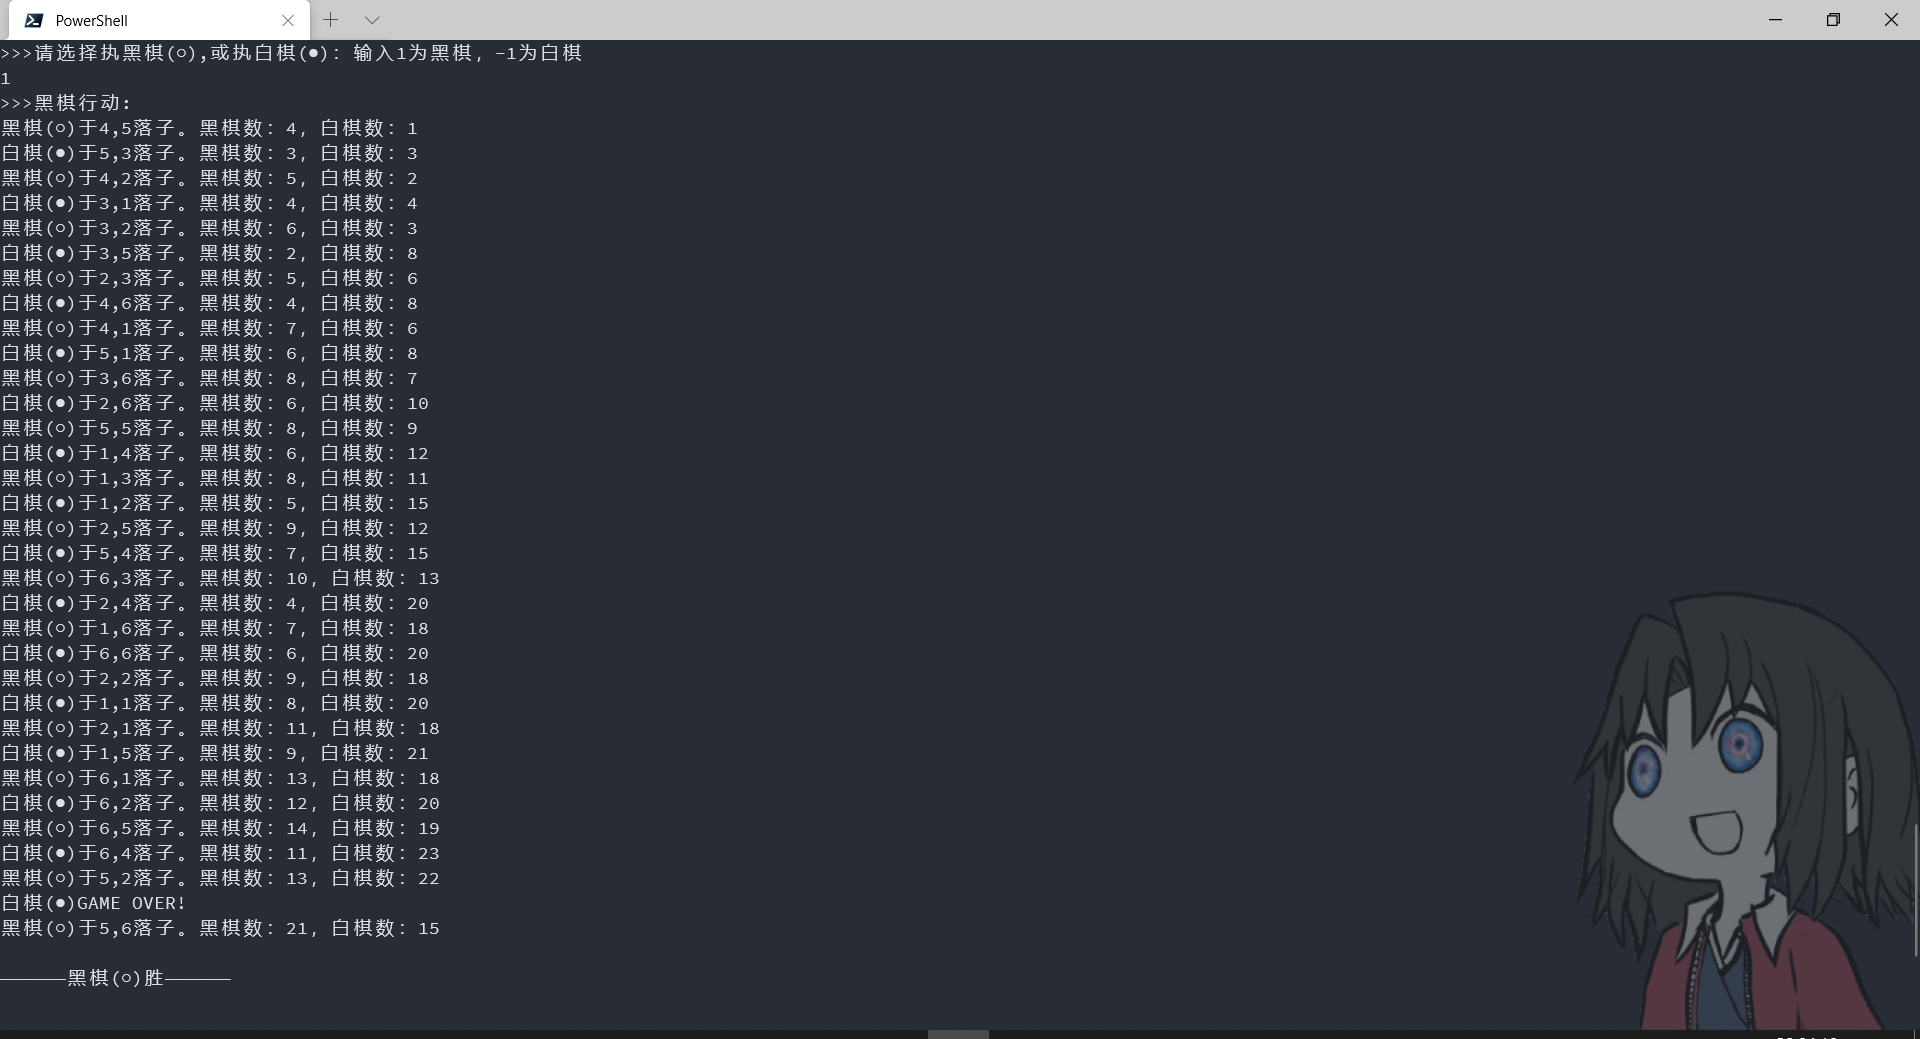 PowerShell
>>>请选择执黑棋(○),或执白棋(●): 输入1为黑棋, -1为白棋
1
>>>黑棋行动:
黑棋(○)于4,5落子。黑棋数: 4, 白棋数: 1
白棋(●)于5,3落子。黑棋数: 3, 白棋数: 3
黑棋(○)于4,2落子。黑棋数: 5, 白棋数: 2
白棋(●)于3,1落子。黑棋数: 4, 白棋数: 4
黑棋(○)于3,2落子。黑棋数: 6, 白棋数: 3
白棋(●)于3,5落子。黑棋数: 2, 白棋数: 8
黑棋(○)于2,3落子。黑棋数: 5, 白棋数: 6
白棋(●)于4,6落子。黑棋数: 4, 白棋数: 8
黑棋(○)于4,1落子。黑棋数: 7, 白棋数: 6
白棋(●)于5,1落子。黑棋数: 6, 白棋数: 8
黑棋(○)于3,6落子。黑棋数: 8, 白棋数: 7
白棋(●)于2,6落子。黑棋数: 6, 白棋数: 10
黑棋(○)于5,5落子。黑棋数: 8, 白棋数: 9
白棋(●)于1,4落子。黑棋数: 6, 白棋数: 12
黑棋(○)于1,3落子。黑棋数: 8, 白棋数: 11
白棋(●)于1,2落子。黑棋数: 5, 白棋数: 15
黑棋(○)于2,5落子。黑棋数: 9, 白棋数: 12
白棋(●)于5,4落子。黑棋数: 7, 白棋数: 15
黑棋(○)于6,3落子。黑棋数: 10, 白棋数: 13
白棋(●)于2,4落子。黑棋数: 4, 白棋数: 20
黑棋(○)于1,6落子。黑棋数: 7, 白棋数: 18
白棋(●)于6,6落子。黑棋数: 6, 白棋数: 20
黑棋(○)于2,2落子。黑棋数: 9, 白棋数: 18
白棋(●)于1,1落子。黑棋数: 8, 白棋数: 20
黑棋(○)于2,1落子。黑棋数: 11, 白棋数: 18
白棋(●)于1,5落子。黑棋数: 9, 白棋数: 21
黑棋(○)于6,1落子。黑棋数: 13, 白棋数: 18
白棋(●)于6,2落子。黑棋数: 12, 白棋数: 20
黑棋(○)于6,5落子。黑棋数: 14, 白棋数: 19
白棋(●)于6,4落子。黑棋数: 11, 白棋数: 23
黑棋(○)于5,2落子。黑棋数: 13, 白棋数: 22
白棋(●)GAME OVER!
黑棋(○)于5,6落子。黑棋数: 21, 白棋数: 15
——————黑棋(○)胜——————